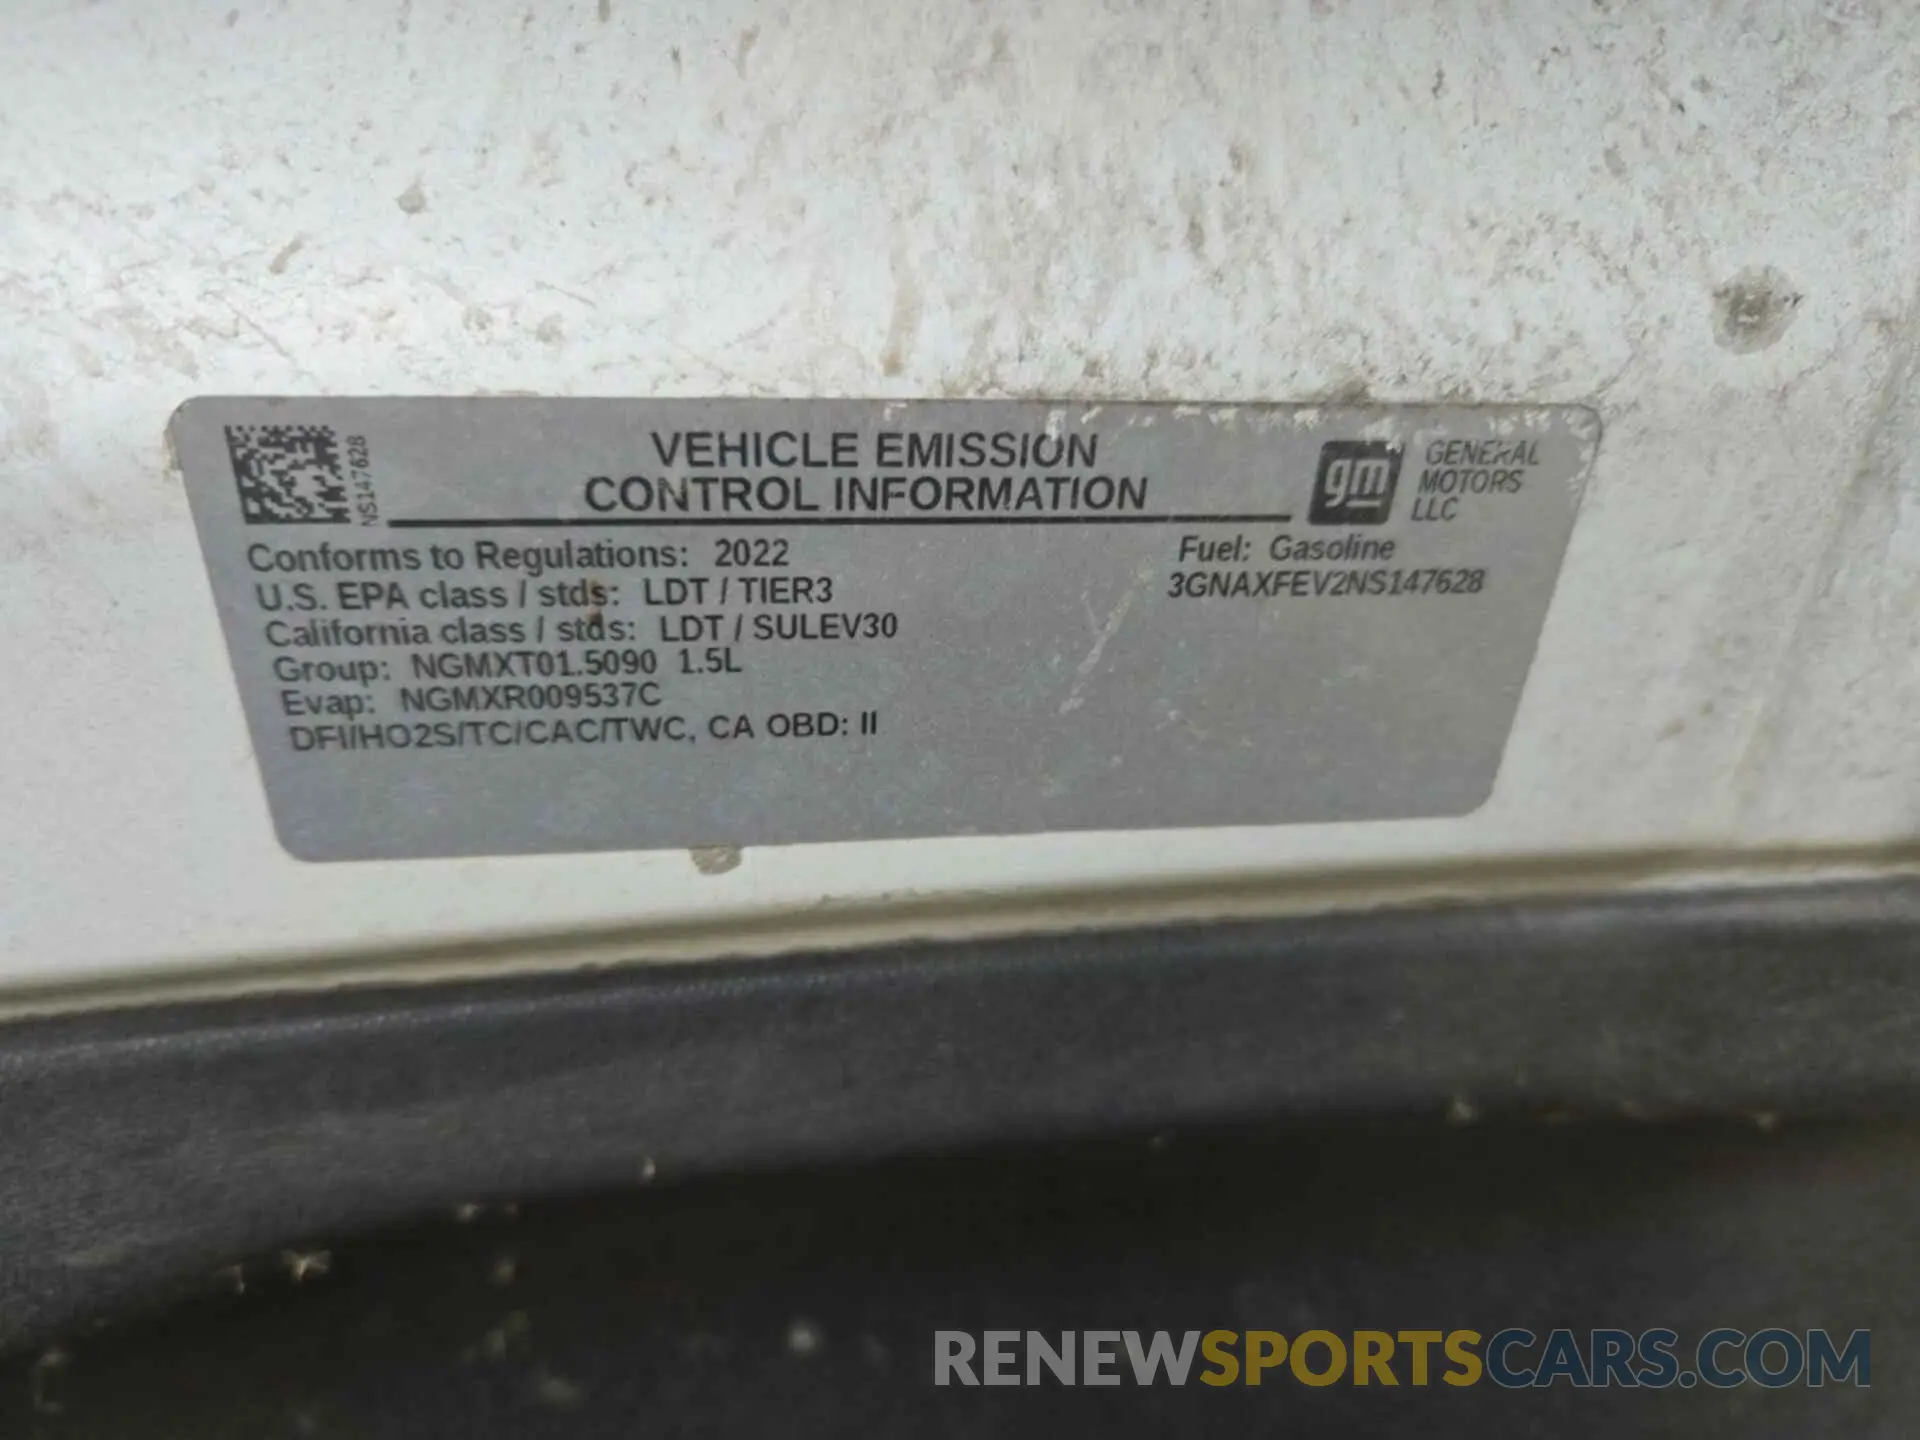 NS147628
VEHICLE EMISSION
CONTROL INFORMATION
gm
GENERAL
MOTORS
LLC
Conforms to Regulations: 2022
Fuel: Gasoline
U.S. EPA class / stds: LDT / TIER3
3GNAXFEV2NS147628
California class / stds: LDT / SULEV30
Group: NGMXT01.5090 1.5L
Evap: NGMXR009537C
DFI/HO2S/TC/CAC/TWC, CA OBD: II
RENEWSPORTSCARS.COM